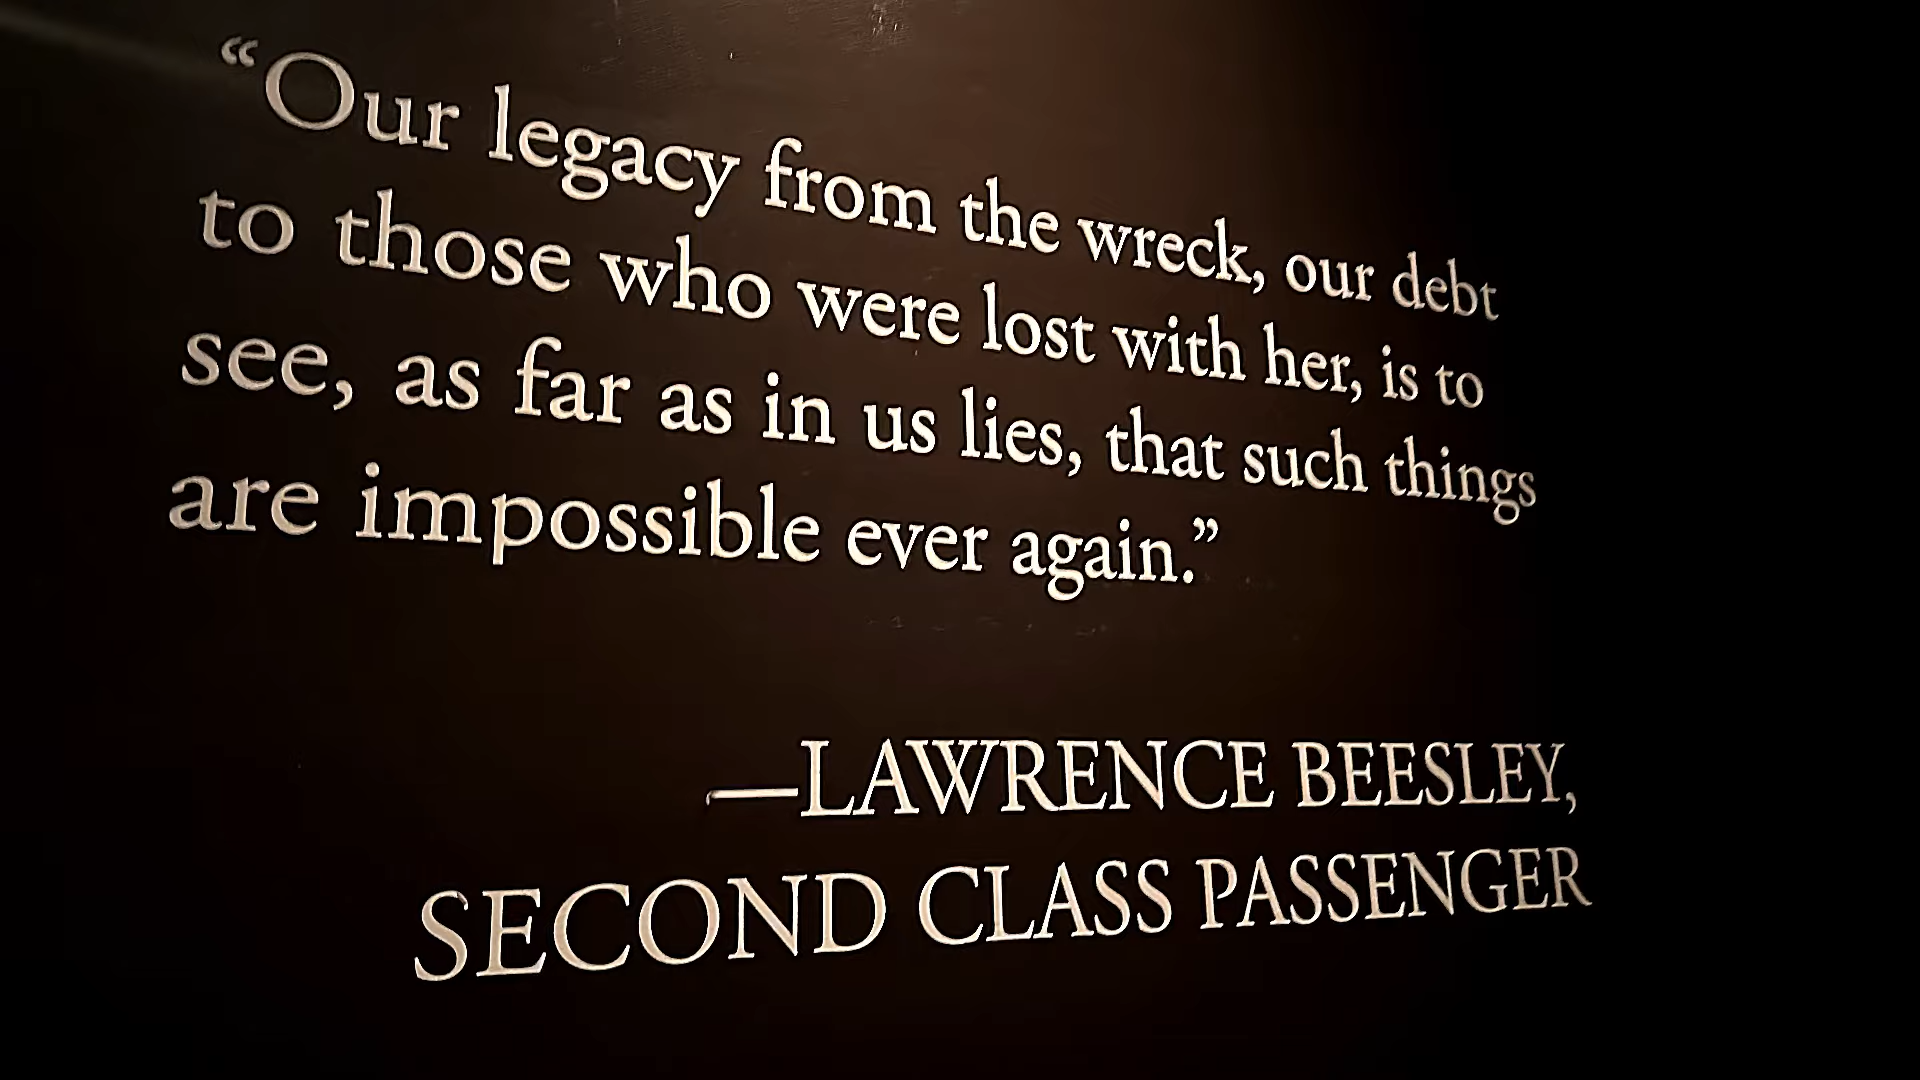 “Our legacy from the wreck, our debt
to those who were lost with her, is to
see, as far as in us lies, that such things
are impossible ever again.”
—LAWRENCE BEESLEY,
SECOND CLASS PASSENGER